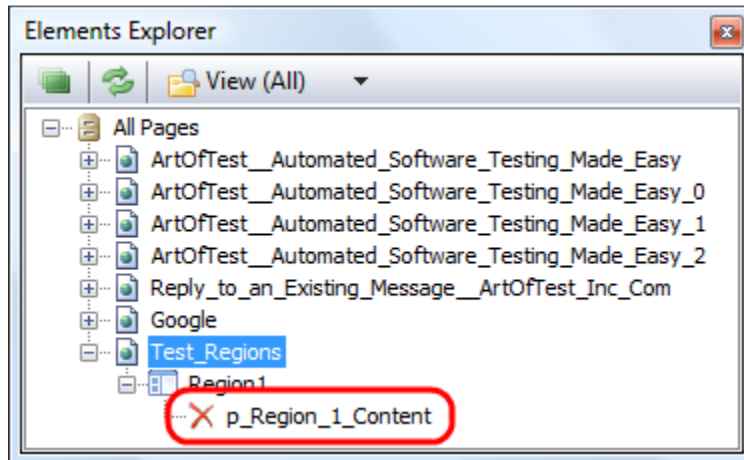 Elements Explorer
View (All)
All Pages
ArtOfTest__Automated_Software_Testing_Made_Easy
ArtOfTest__Automated_Software_Testing_Made_Easy_0
ArtOfTest__Automated_Software_Testing_Made_Easy_1
ArtOfTest__Automated_Software_Testing_Made_Easy_2
Reply_to_an_Existing_Message__ArtOfTest_Inc_Com
Google
Test_Regions
Region1
p_Region_1_Content